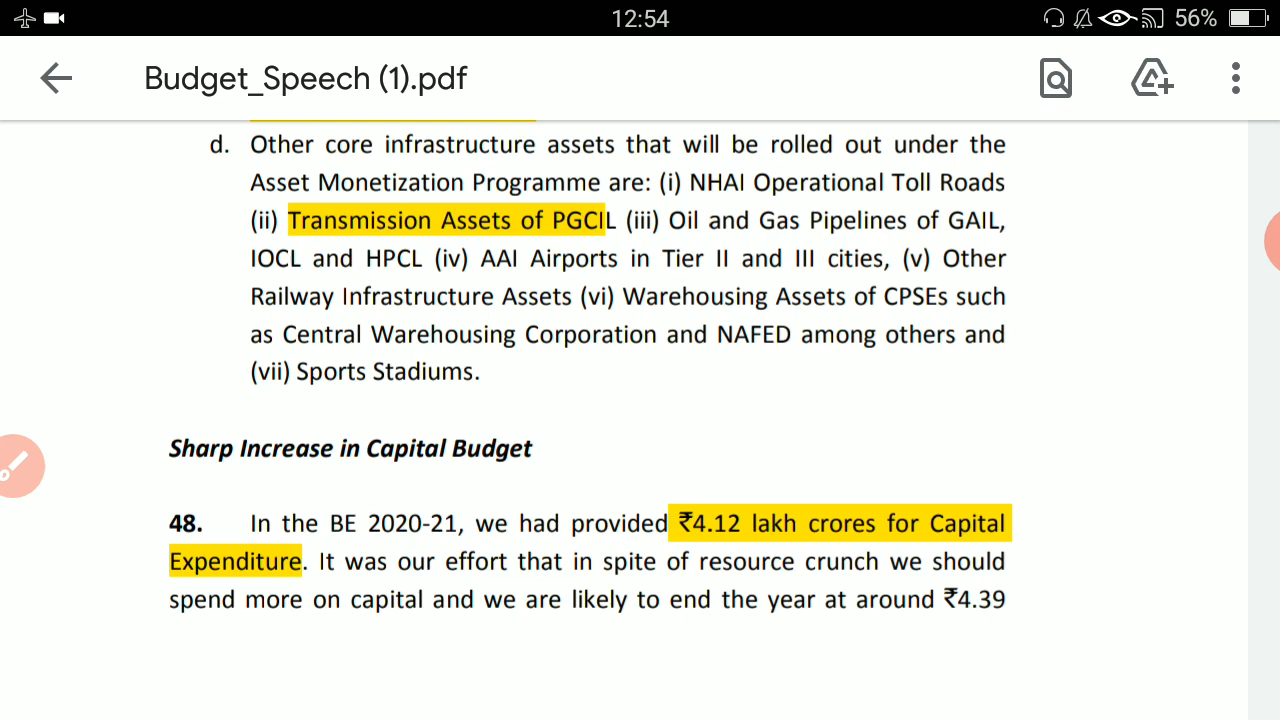 12:54
56%
Budget_Speech (1).pdf
d. Other core infrastructure assets that will be rolled out under the
Asset Monetization Programme are: (i) NHAI Operational Toll Roads
(ii) Transmission Assets of PGCIL (iii) Oil and Gas Pipelines of GAIL,
IOCL and HPCL (iv) AAI Airports in Tier II and III cities, (v) Other
Railway Infrastructure Assets (vi) Warehousing Assets of CPSEs such
as Central Warehousing Corporation and NAFED among others and
(vii) Sports Stadiums.
Sharp Increase in Capital Budget
48. In the BE 2020-21, we had provided ₹4.12 lakh crores for Capital
Expenditure. It was our effort that in spite of resource crunch we should
spend more on capital and we are likely to end the year at around ₹4.39